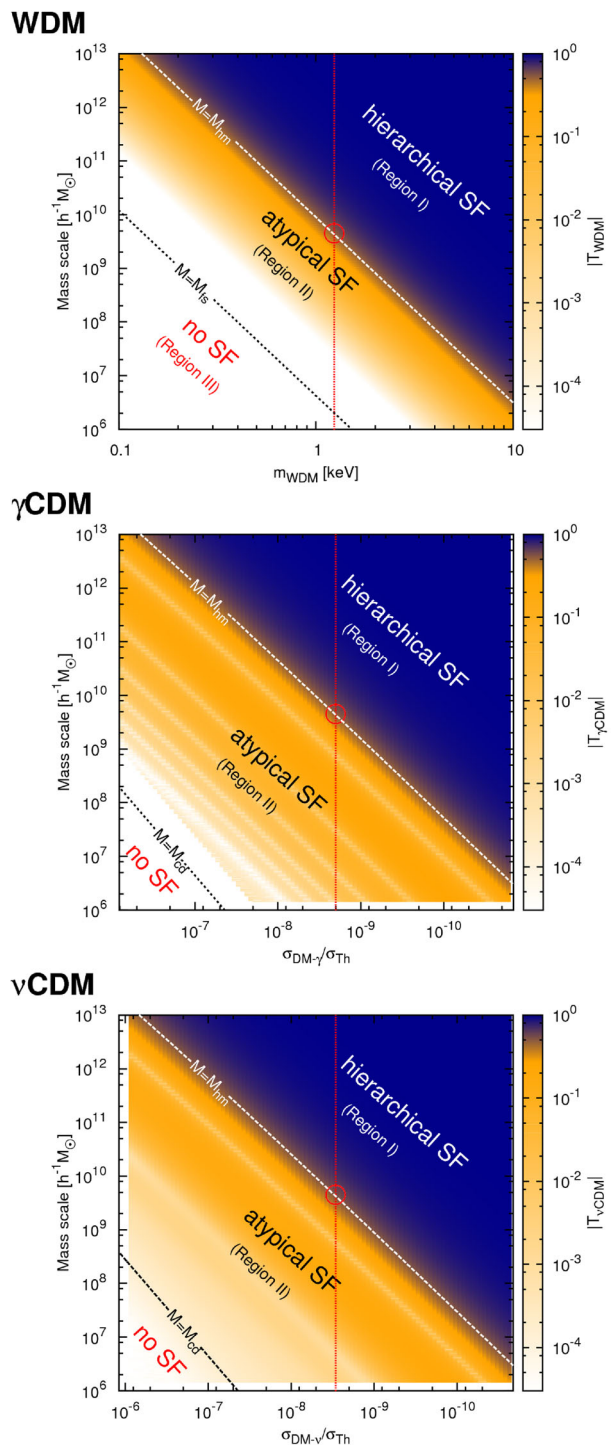 WDM
10^13
10^12
10^11
10^10
10^9
10^8
10^7
10^6
Mass scale [h^-1M_⊙]
M=M_hm
hierarchical SF
(Region I)
atypical SF
(Region II)
M=M_fs
no SF
(Region III)
0.1
1
10
m_WDM [keV]
10^0
10^-1
10^-2
10^-3
10^-4
|T_WDM|
γCDM
10^13
10^12
10^11
10^10
10^9
10^8
10^7
10^6
Mass scale [h^-1M_⊙]
M=M_hm
hierarchical SF
(Region I)
atypical SF
(Region II)
M=M_cd
no SF
10^-7
10^-8
10^-9
10^-10
σ_DM-γ/σ_Th
10^0
10^-1
10^-2
10^-3
10^-4
|T_γCDM|
νCDM
10^13
10^12
10^11
10^10
10^9
10^8
10^7
10^6
Mass scale [h^-1M_⊙]
M=M_hm
hierarchical SF
(Region I)
atypical SF
(Region II)
M=M_cd
no SF
10^-6
10^-7
10^-8
10^-9
10^-10
σ_DM-ν/σ_Th
10^0
10^-1
10^-2
10^-3
10^-4
|T_νCDM|